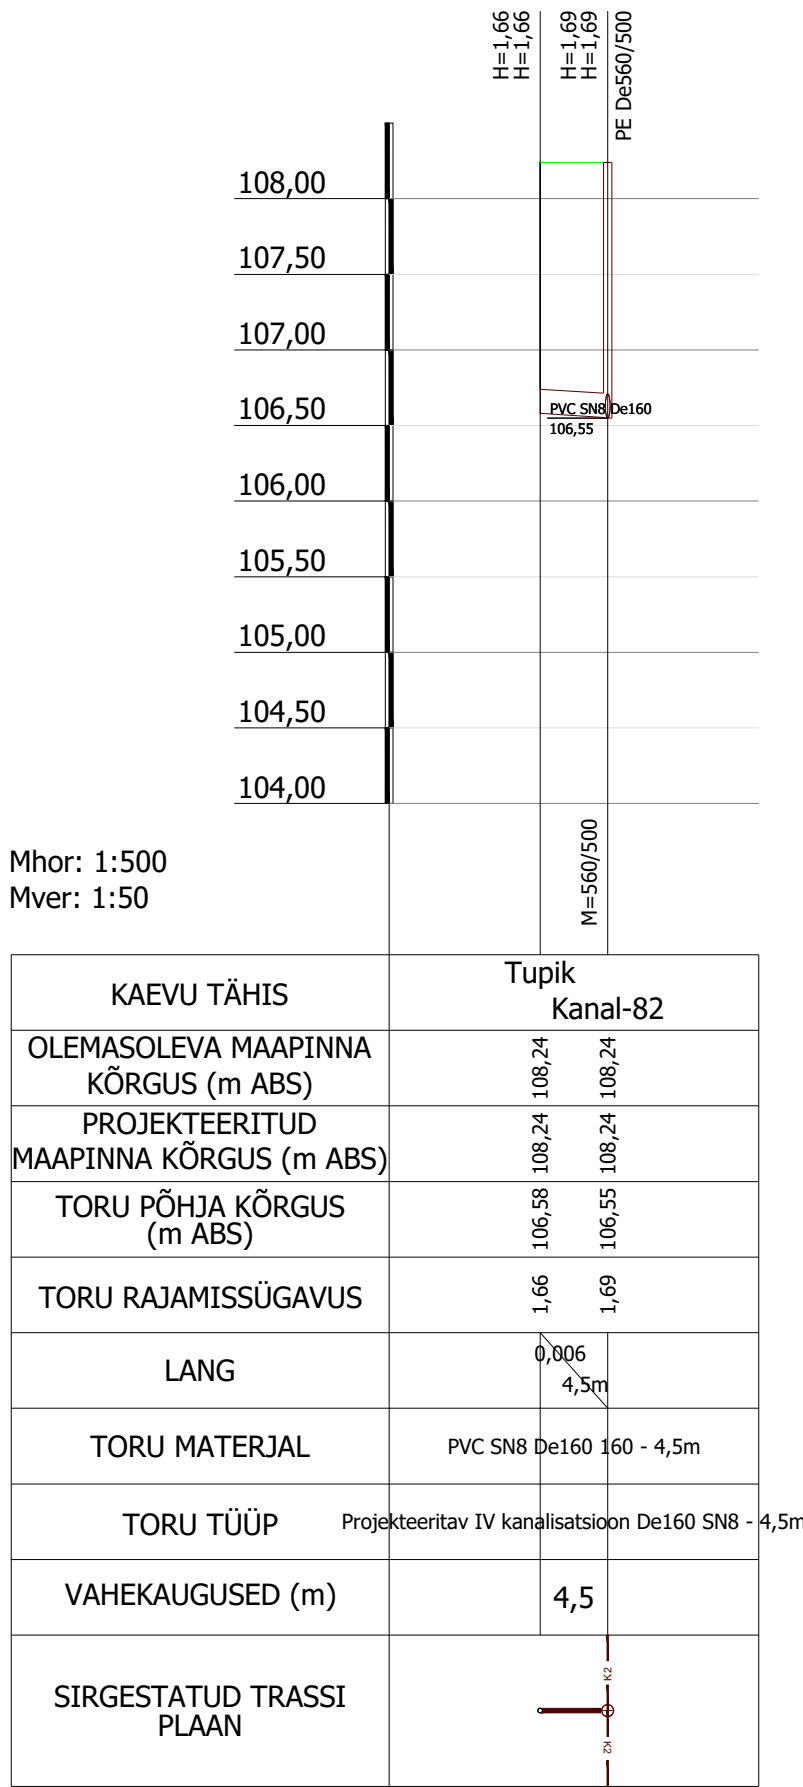 H=1,66
H=1,66
H=1,69
H=1,69
PE De560/500
108,00
107,50
107,00
106,50
PVC SN8 De160
106,55
106,00
105,50
105,00
104,50
104,00
Mhor: 1:500
Mver: 1:50
M=560/500
KAEVU TÄHIS
Tupik
Kanal-82
OLEMASOLEVA MAAPINNA
KÕRGUS (m ABS)
108,24
108,24
PROJEKTEERITUD
MAAPINNA KÕRGUS (m ABS)
108,24
108,24
TORU PÕHJA KÕRGUS
(m ABS)
106,58
106,55
TORU RAJAMISSÜGAVUS
1,66
1,69
LANG
0,006
4,5m
TORU MATERJAL
PVC SN8 De160 160 - 4,5m
TORU TÜÜP
Projekteeritav IV kanalisatsioon De160 SN8 - 4,5m
VAHEKAUGUSED (m)
4,5
SIRGESTATUD TRASSI
PLAAN
K2
K2